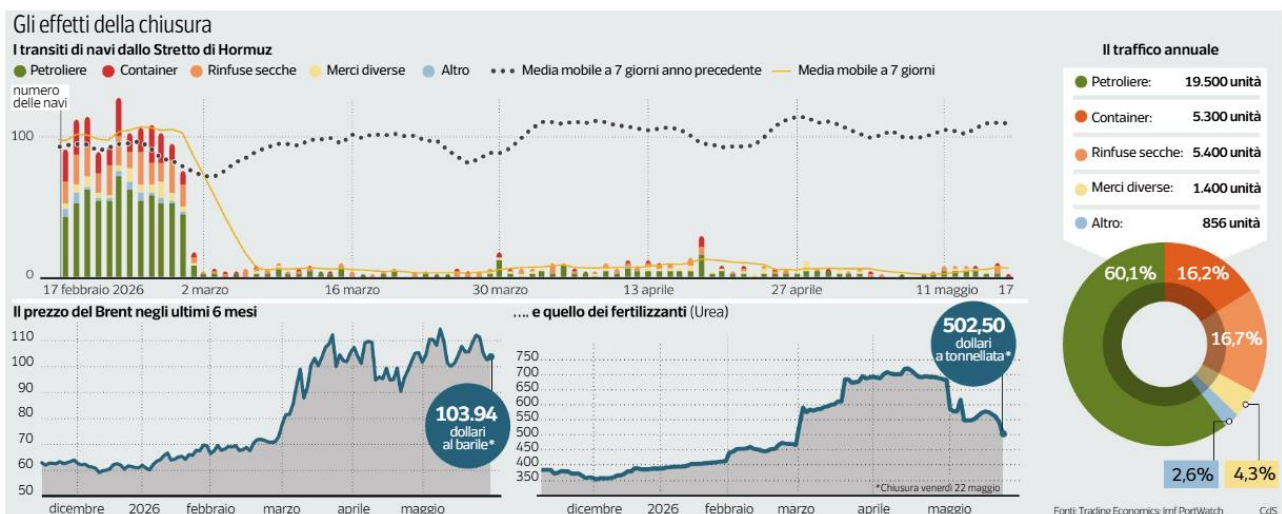 Gli effetti della chiusura
I transiti di navi dallo Stretto di Hormuz
Petroliere Container Rinfuse secche Merci diverse Altro Media mobile a 7 giorni anno precedente Media mobile a 7 giorni
numero
delle navi
100
0
17 febbraio 2026 2 marzo 16 marzo 30 marzo 13 aprile 27 aprile 11 maggio 17
Il traffico annuale
Petroliere: 19.500 unità
Container: 5.300 unità
Rinfuse secche: 5.400 unità
Merci diverse: 1.400 unità
Altro: 856 unità
60,1% 16,2%
16,7%
2,6% 4,3%
Il prezzo del Brent negli ultimi 6 mesi
110
100
90
80
70
60
50
103.94
dollari
al barile*
dicembre 2026 febbraio marzo aprile maggio
.... e quello dei fertilizzanti (Urea)
502,50
dollari
a tonnellata*
750
700
650
600
550
500
450
400
350
*Chiusura venerdì 22 maggio
dicembre 2026 febbraio marzo aprile maggio
Fonti: Trading Economics; Imf PortWatch CdS